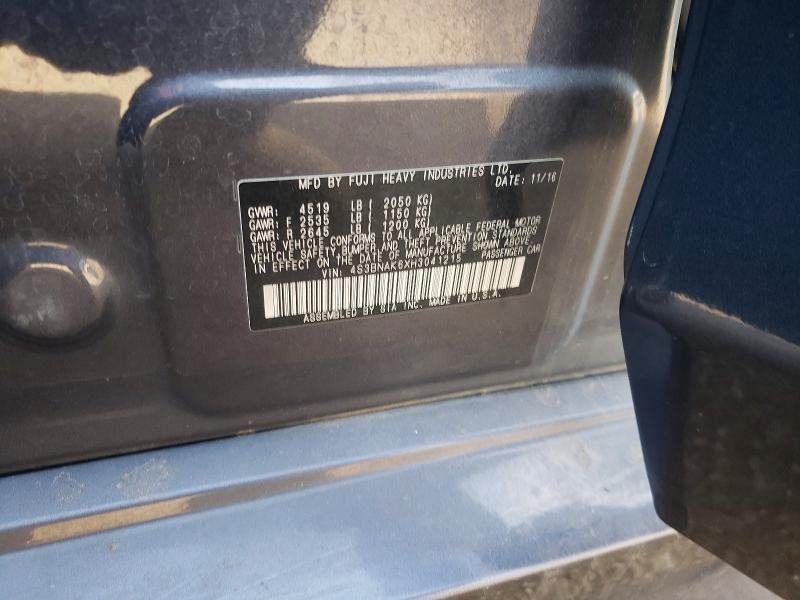 MFD BY FUJI HEAVY INDUSTRIES LTD.
DATE: 11/16
GVWR: 4519 LB ( 2050 KG)
GAWR: F 2535 LB ( 1150 KG)
GAWR: R 2645 LB ( 1200 KG)
THIS VEHICLE CONFORMS TO ALL APPLICABLE FEDERAL MOTOR
VEHICLE SAFETY BUMPER AND THEFT PREVENTION STANDARDS
IN EFFECT ON THE DATE OF MANUFACTURE SHOWN ABOVE.
VIN: 4S3BNAK6XH3041215 PASSENGER CAR
ASSEMBLED BY SIA INC. MADE IN U.S.A.